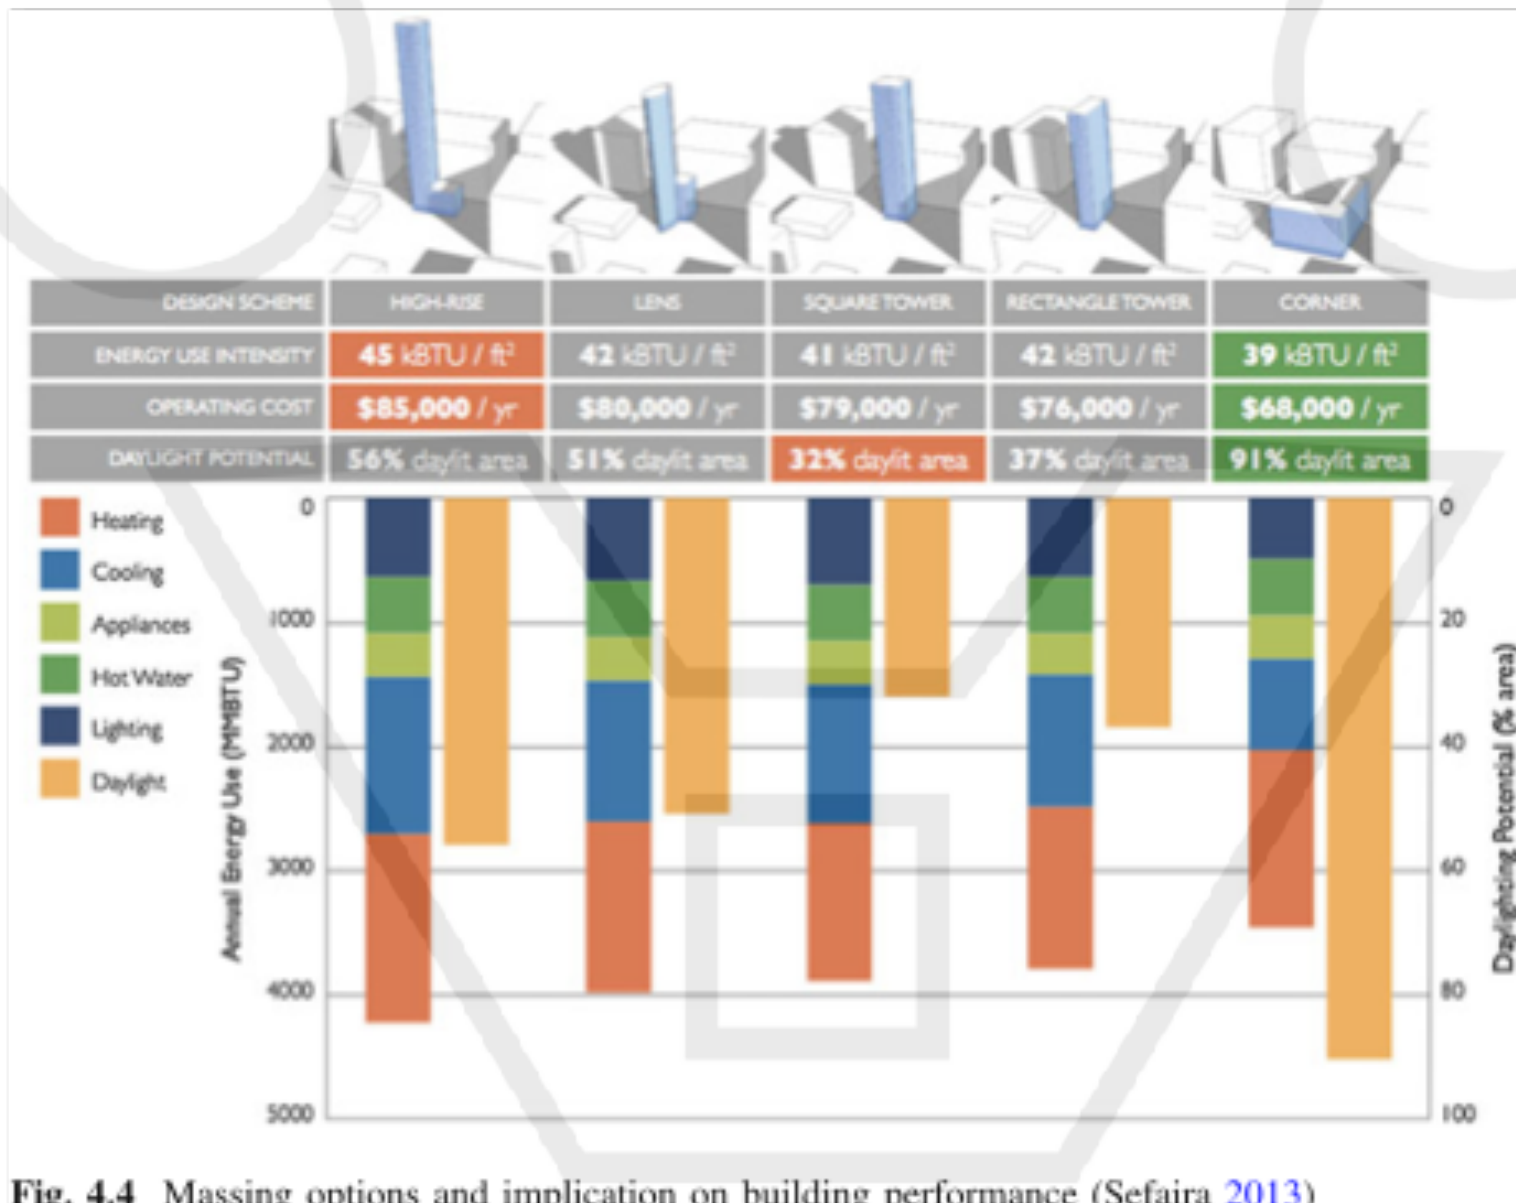 DESIGN SCHEME HIGH-RISE LENS SQUARE TOWER RECTANGLE TOWER CORNER
ENERGY USE INTENSITY 45 kBTU / ft² 42 kBTU / ft² 41 kBTU / ft² 42 kBTU / ft² 39 kBTU / ft²
OPERATING COST $85,000 / yr $80,000 / yr $79,000 / yr $76,000 / yr $68,000 / yr
DAYLIGHT POTENTIAL 56% daylit area 51% daylit area 32% daylit area 37% daylit area 91% daylit area
Heating
Cooling
Appliances
Hot Water
Lighting
Daylight
Annual Energy Use (MMBTU)
0
1000
2000
3000
4000
5000
0
20
40
60
80
100
Daylighting Potential (% area)
Fig. 4.4 Massing options and implication on building performance (Sefaira 2013)